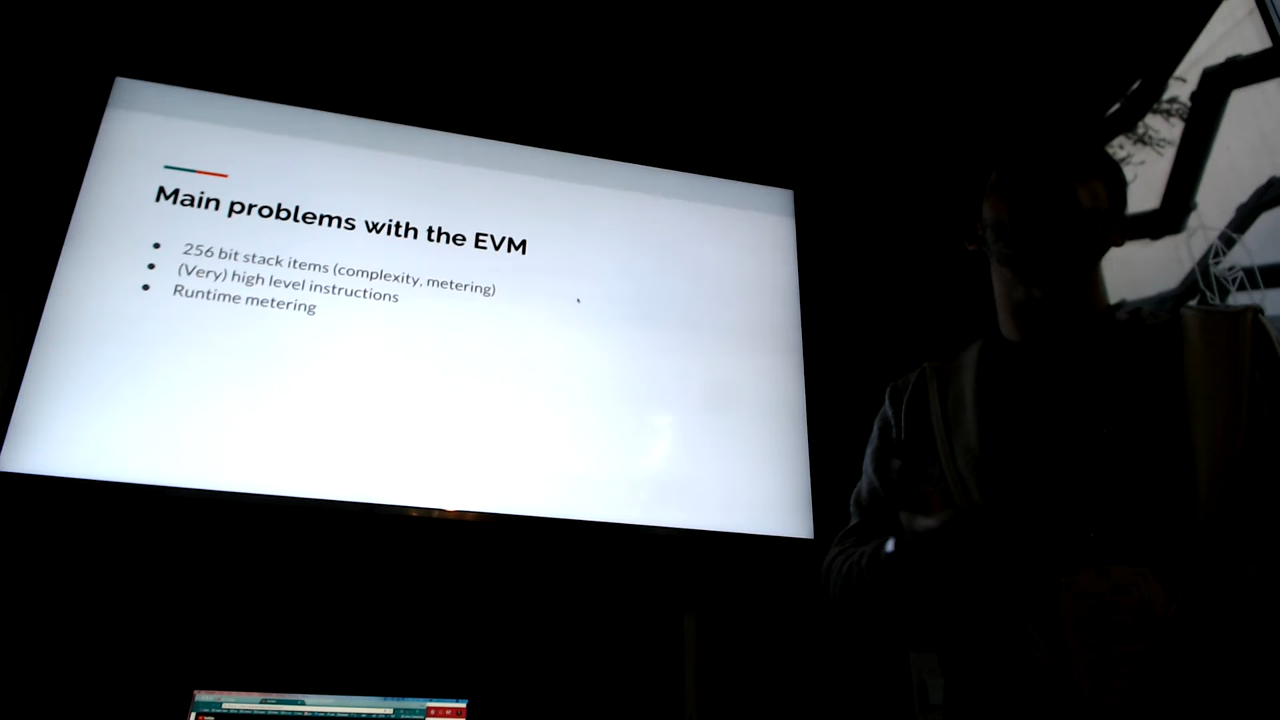 Main problems with the EVM
256 bit stack items (complexity, metering)
(Very) high level instructions
Runtime metering